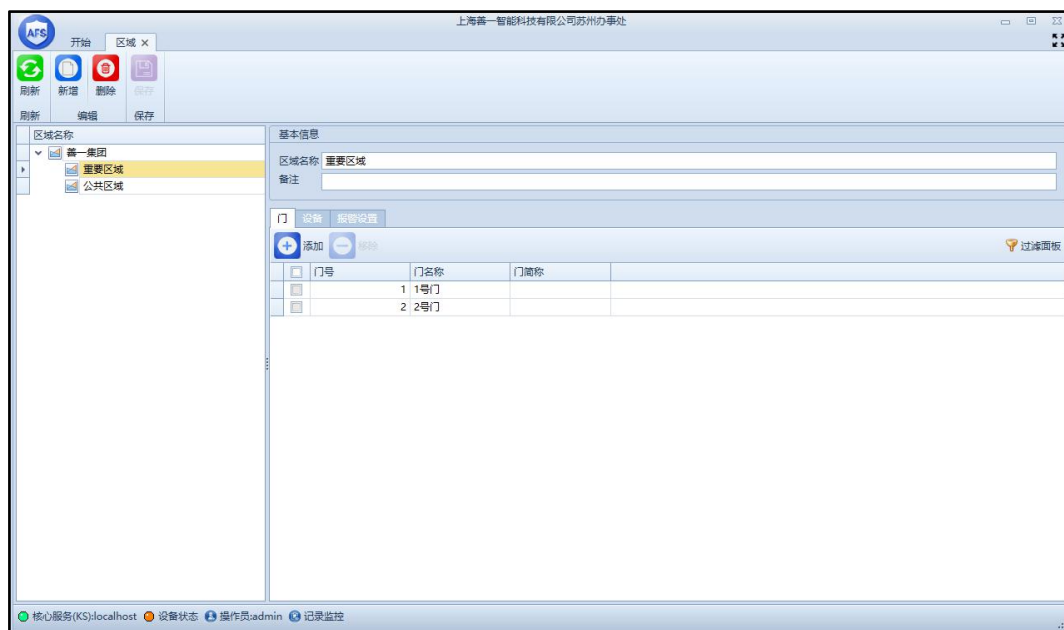 上海善一智能科技有限公司苏州办事处
AFS
开始 区域
刷新 新增 删除 保存
刷新 编辑 保存
区域名称
善一集团
重要区域
公共区域
基本信息
区域名称 重要区域
备注
门 设备 报警设置
添加 移除 过滤面板
门号 门名称 门简称
1 1号门
2 2号门
核心服务(KS):localhost 设备状态 操作员:admin 记录监控